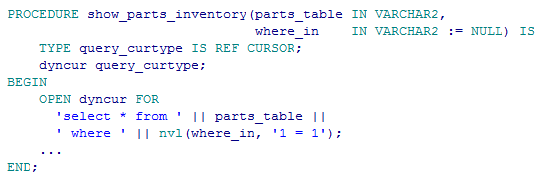 PROCEDURE show_parts_inventory(parts_table IN VARCHAR2,
                               where_in    IN VARCHAR2 := NULL) IS
    TYPE query_curtype IS REF CURSOR;
    dyncur query_curtype;
BEGIN
    OPEN dyncur FOR
      'select * from ' || parts_table ||
      ' where ' || nvl(where_in, '1 = 1');
    ...
END;